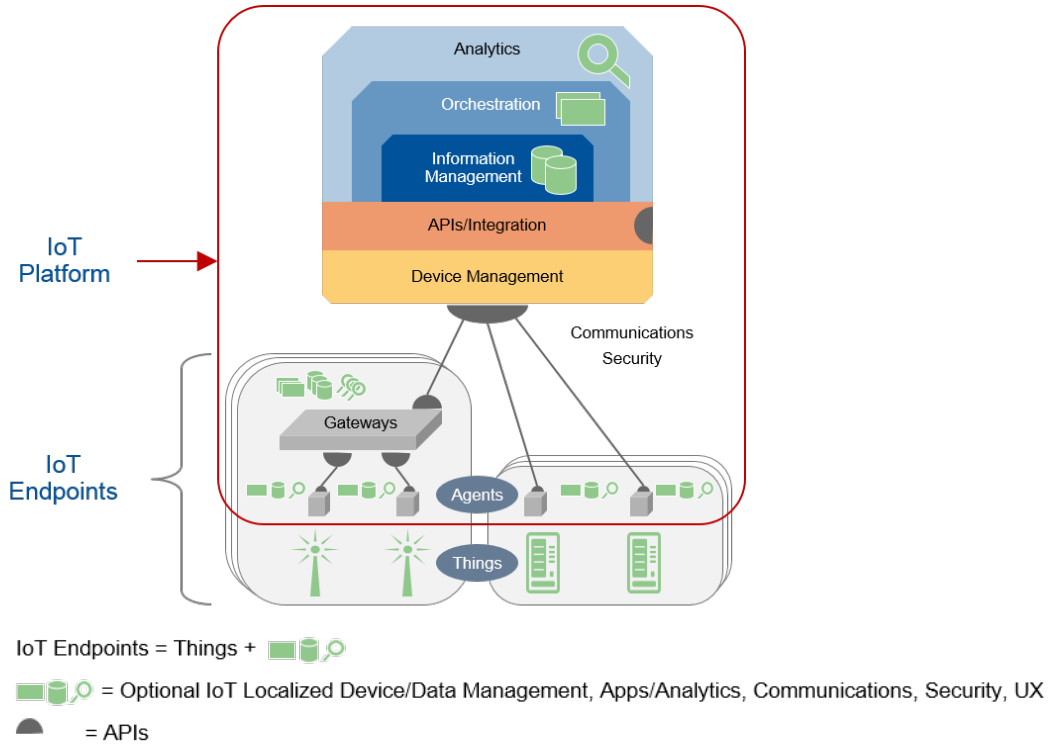 Analytics
Orchestration
Information
Management
APIs/Integration
IoT
Platform
Device Management
Communications
Security
Gateways
IoT
Endpoints
Agents
Things
IoT Endpoints = Things +
= Optional IoT Localized Device/Data Management, Apps/Analytics, Communications, Security, UX
= APIs